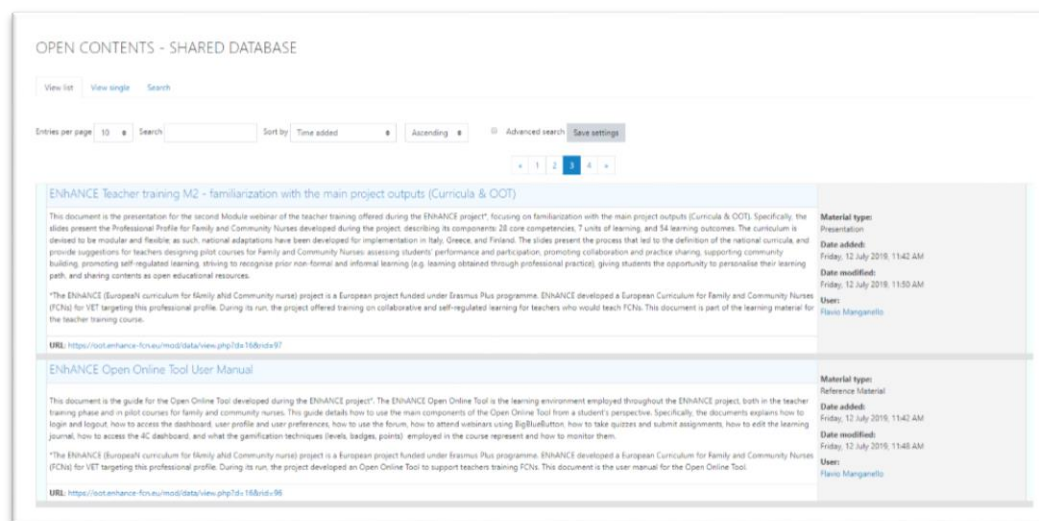 OPEN CONTENTS - SHARED DATABASE
View list View single Search
Entries per page 10 Search Sort by Time added Ascending Advanced search Save settings
« 1 2 3 4 »
ENhANCE Teacher training M2 - familiarization with the main project outputs (Curricula & OOT)
This document is the presentation for the second Module webinar of the teacher training offered during the ENhANCE project*, focusing on familiarization with the main project outputs (Curricula & OOT). Specifically, the
slides present the Professional Profile for Family and Community Nurses developed during the project, describing its components: 28 core competencies, 7 units of learning, and 54 learning outcomes. The curriculum is
devised to be modular and flexible; as such, national adaptations have been developed for implementation in Italy, Greece, and Finland. The slides present the process that led to the definition of the national curricula, and
provide suggestions for teachers designing pilot courses for Family and Community Nurses: assessing students' performance and participation, promoting collaboration and practice sharing, supporting community
building, promoting self-regulated learning, striving to recognise prior non-formal and informal learning (e.g. learning obtained through professional practice), giving students the opportunity to personalise their learning
path, and sharing contents as open educational resources.
*The ENhANCE (EuropeaN curriculum for fAmily aNd Community nursE) project is a European project funded under Erasmus Plus programme. ENhANCE developed a European Curriculum for Family and Community Nurses
(FCNs) for VET targeting this professional profile. During its run, the project offered training on collaborative and self-regulated learning for teachers who would teach FCNs. This document is part of the learning material for
the teacher training course.
URL: https://oot.enhance-fcn.eu/mod/data/view.php?d=16&rid=97
Material type:
Presentation
Date added:
Friday, 12 July 2019, 11:42 AM
Date modified:
Friday, 12 July 2019, 11:50 AM
User:
Flavio Manganello
ENhANCE Open Online Tool User Manual
This document is the guide for the Open Online Tool developed during the ENhANCE project*. The ENhANCE Open Online Tool is the learning environment employed throughout the ENhANCE project, both in the teacher
training phase and in pilot courses for family and community nurses. This guide details how to use the main components of the Open Online Tool from a student's perspective. Specifically, the documents explains how to
login and logout, how to access the dashboard, user profile and user preferences, how to use the forum, how to attend webinars using BigBlueButton, how to take quizzes and submit assignments, how to edit the learning
journal, how to access the 4C dashboard, and what the gamification techniques (levels, badges, points) employed in the course represent and how to monitor them.
*The ENhANCE (EuropeaN curriculum for fAmily aNd Community nursE) project is a European project funded under Erasmus Plus programme. ENhANCE developed a European Curriculum for Family and Community Nurses
(FCNs) for VET targeting this professional profile. During its run, the project developed an Open Online Tool to support teachers training FCNs. This document is the user manual for the Open Online Tool.
URL: https://oot.enhance-fcn.eu/mod/data/view.php?d=16&rid=96
Material type:
Reference Material
Date added:
Friday, 12 July 2019, 11:42 AM
Date modified:
Friday, 12 July 2019, 11:48 AM
User:
Flavio Manganello